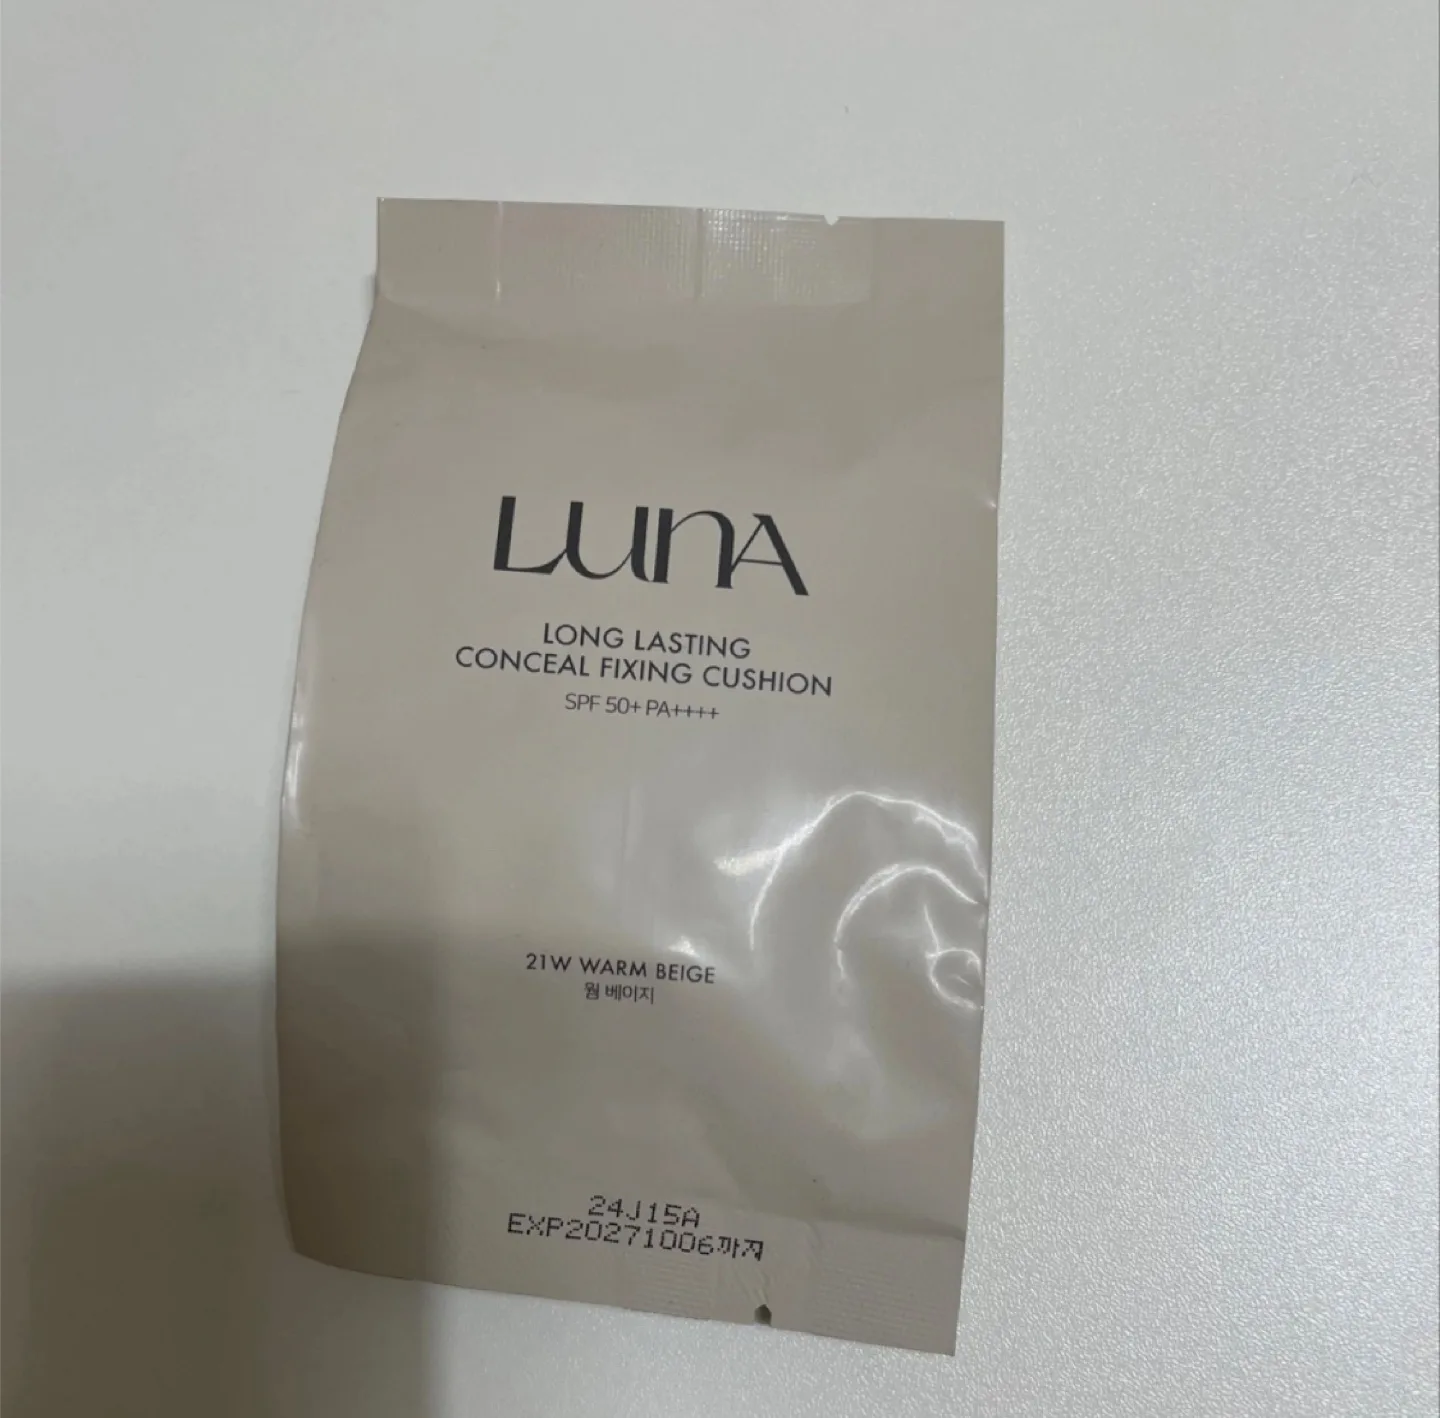 LUNA
LONG LASTING
CONCEAL FIXING CUSHION
SPF 50+ PA++++
21W WARM BEIGE
웜 베이지
24J15A
EXP20271006까지